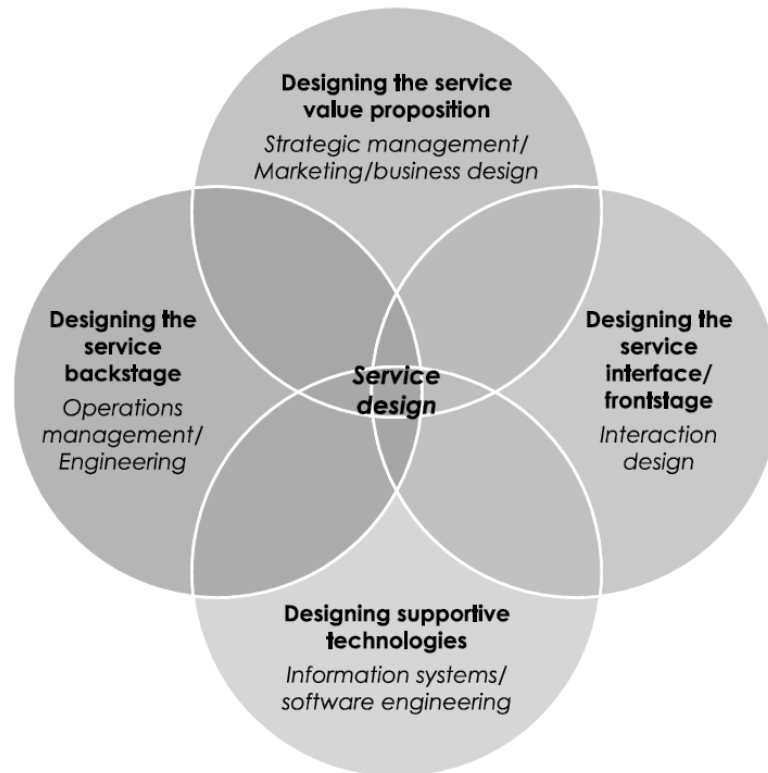 Designing the service
value proposition
Strategic management/
Marketing/business design
Designing the
service
backstage
Operations
management/
Engineering
Service
design
Designing the
service
interface/
frontstage
Interaction
design
Designing supportive
technologies
Information systems/
software engineering